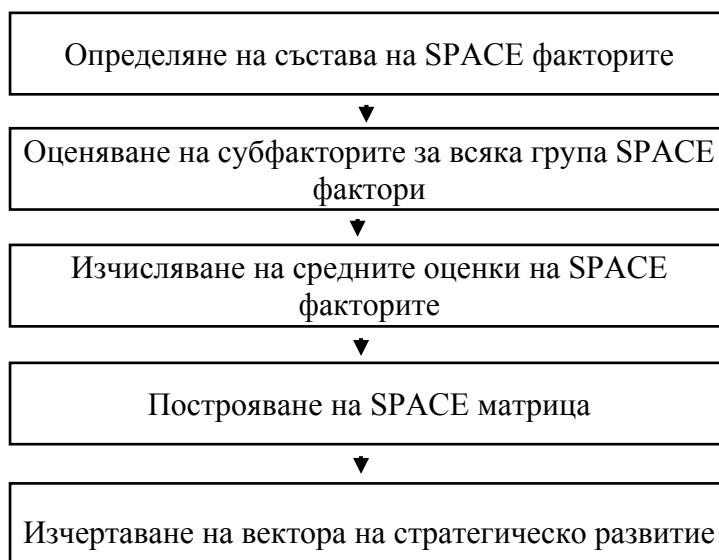 Определяне на състава на SPACE факторите
Оценяване на субфакторите за всяка група SPACE
фактори
Изчисляване на средните оценки на SPACE
факторите
Построяване на SPACE матрица
Изчертаване на вектора на стратегическо развитие